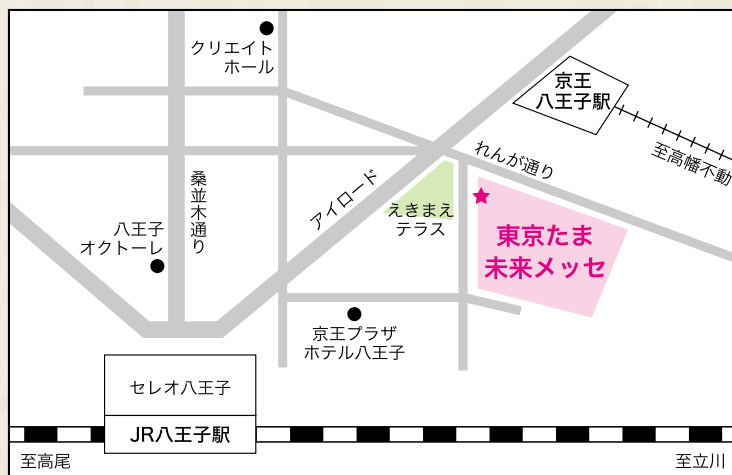 クリエイト
ホール
京王
八王子駅
至高幡不動
れんが通り
桑並木通り
アイロード
えきまえ
テラス
東京たま
未来メッセ
八王子
オクトーレ
京王プラザ
ホテル八王子
セレオ八王子
JR八王子駅
至高尾
至立川